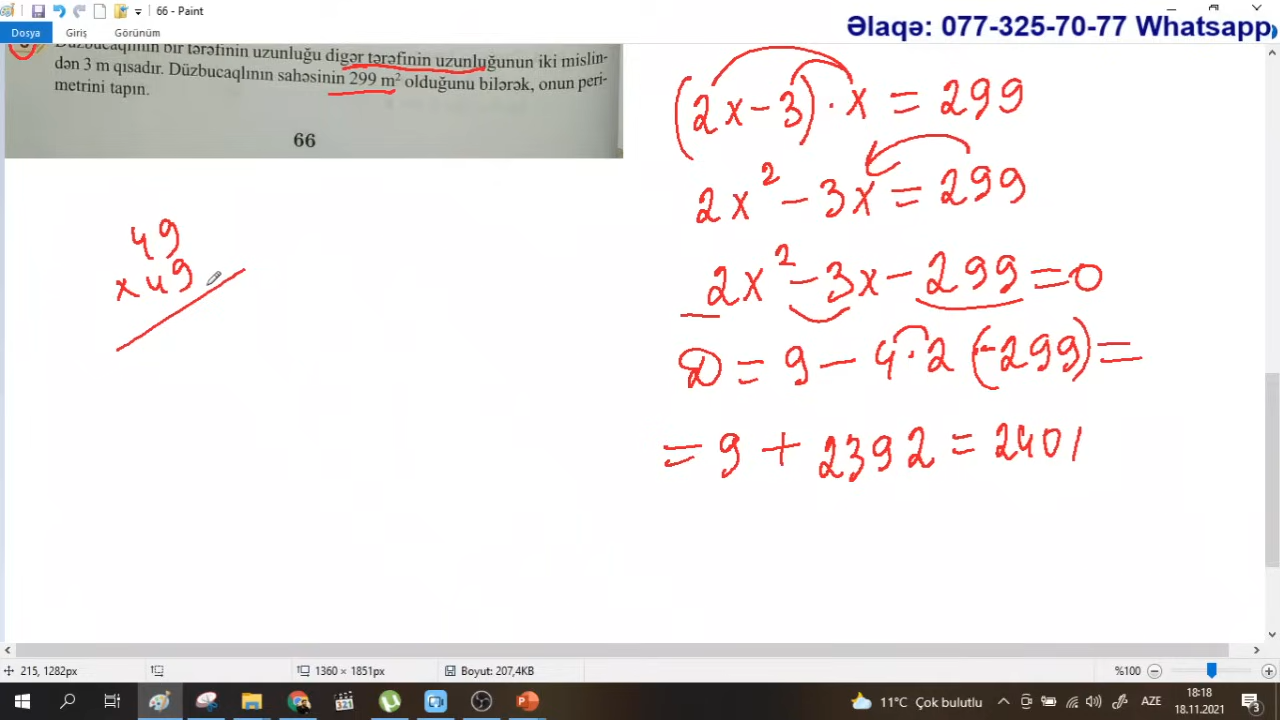 66 - Paint
Əlaqə: 077-325-70-77 Whatsapp
Dosya Giriş Görünüm
Düzbucaqlının bir tərəfinin uzunluğu digər tərəfinin uzunluğunun iki mislin-
dən 3 m qısadır. Düzbucaqlının sahəsinin 299 m² olduğunu bilərək, onun peri-
metrini tapın.
66
49
x 49
(2x-3)·x = 299
2x² - 3x = 299
2x² - 3x - 299 = 0
D = 9 - 4·2 (-299) =
= 9 + 2392 = 2401
215, 1282px
1360 × 1851px
Boyut: 207,4KB
%100
11°C Çok bulutlu
AZE
18:18
18.11.2021
3